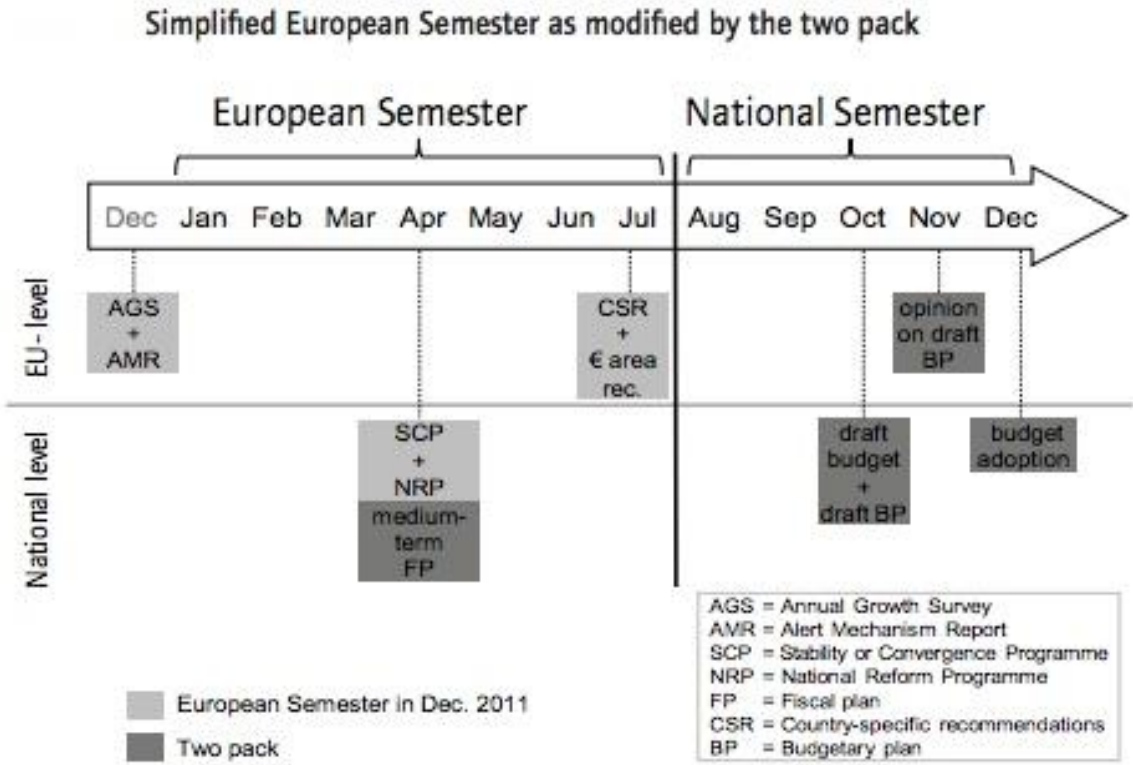 Simplified European Semester as modified by the two pack
European Semester
National Semester
Dec Jan Feb Mar Apr May Jun Jul Aug Sep Oct Nov Dec
EU - level
AGS
+
AMR
CSR
+
€ area
rec.
opinion
on draft
BP
National level
SCP
+
NRP
medium-
term
FP
draft
budget
+
draft BP
budget
adoption
AGS = Annual Growth Survey
AMR = Alert Mechanism Report
SCP = Stability or Convergence Programme
NRP = National Reform Programme
FP = Fiscal plan
CSR = Country-specific recommendations
BP = Budgetary plan
European Semester in Dec. 2011
Two pack